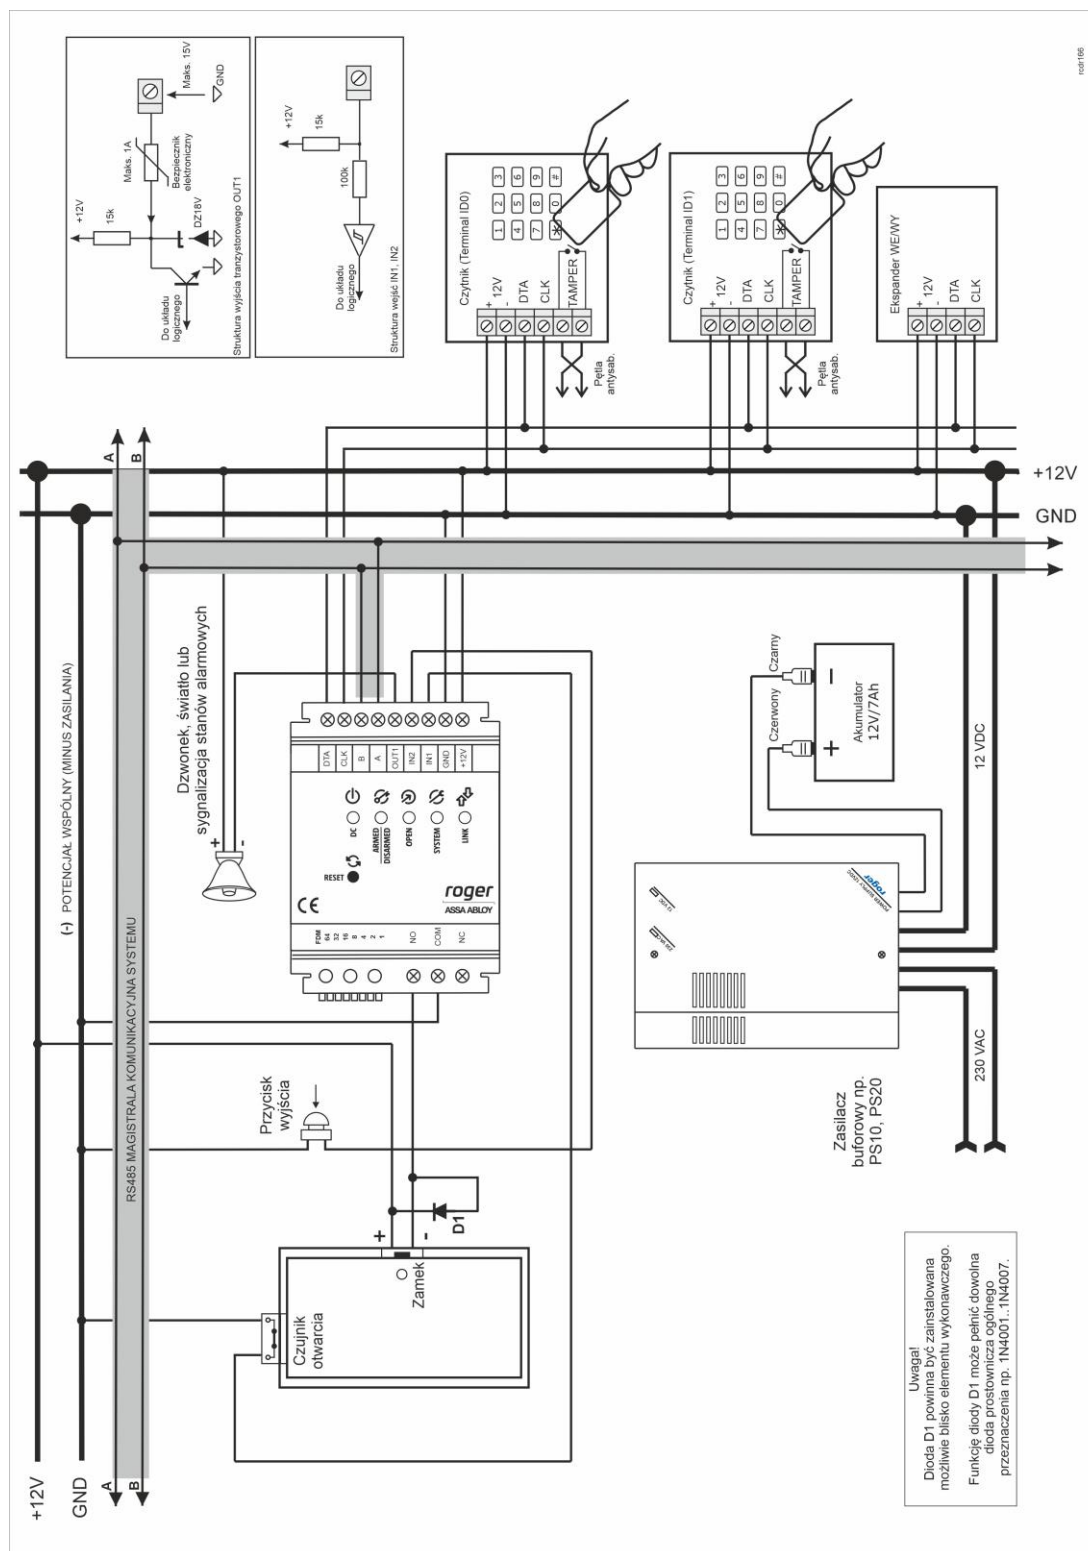 rcdr166
Maks. 15V
GND
Maks. 1A
Bezpiecznik
elektroniczny
+12V
15k
DZ18V
Do układu
logicznego
Struktura wyjścia tranzystorowego OUT1
+12V
15k
100k
Do układu
logicznego
Struktura wejść IN1, IN2
Czytnik (Terminal ID0)
1 2 3
4 5 6
7 8 9
* 0 #
+
12V
-
DTA
CLK
TAMPER
Pętla
antysab.
Czytnik (Terminal ID1)
1 2 3
4 5 6
7 8 9
* 0 #
+
12V
-
DTA
CLK
TAMPER
Pętla
antysab.
Ekspander WE/WY
+
12V
-
DTA
CLK
A
B
+12V
GND
(-) POTENCJAŁ WSPÓLNY (MINUS ZASILANIA)
RS485 MAGISTRALA KOMUNIKACYJNA SYSTEMU
Dzwonek, światło lub
sygnalizacja stanów alarmowych
+
-
DTA
CLK
B
A
OUT1
IN2
IN1
GND
+12V
DC
ARMED
DISARMED
OPEN
SYSTEM
LINK
RESET
CE
roger
ASSA ABLOY
FDM
64
32
16
8
4
2
1
NO
COM
NC
Czarny
Czerwony
-
+
Akumulator
12V/7Ah
12 VDC
12 VDC
roger
POWER SUPPLY 12VDC
230 VAC
Zasilacz
buforowy np.
PS10, PS20
Przycisk
wyjścia
D1
+
-
Zamek
Czujnik
otwarcia
+12V
GND
A
B
Uwaga!
Dioda D1 powinna być zainstalowana
możliwie blisko elementu wykonawczego.
Funkcję diody D1 może pełnić dowolna
dioda prostownicza ogólnego
przeznaczenia np. 1N4001..1N4007.